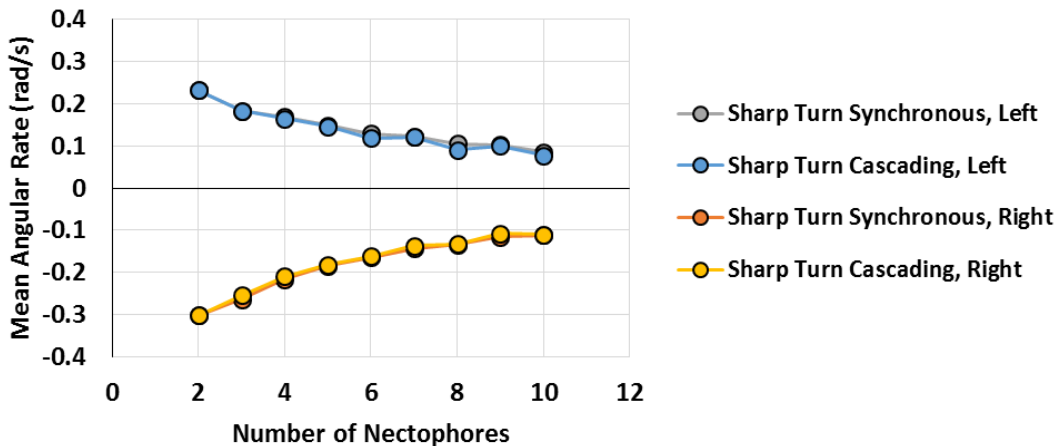 0.4
0.3
0.2
0.1
0
-0.1
-0.2
-0.3
-0.4
Mean Angular Rate (rad/s)
0 2 4 6 8 10 12
Number of Nectophores
Sharp Turn Synchronous, Left
Sharp Turn Cascading, Left
Sharp Turn Synchronous, Right
Sharp Turn Cascading, Right